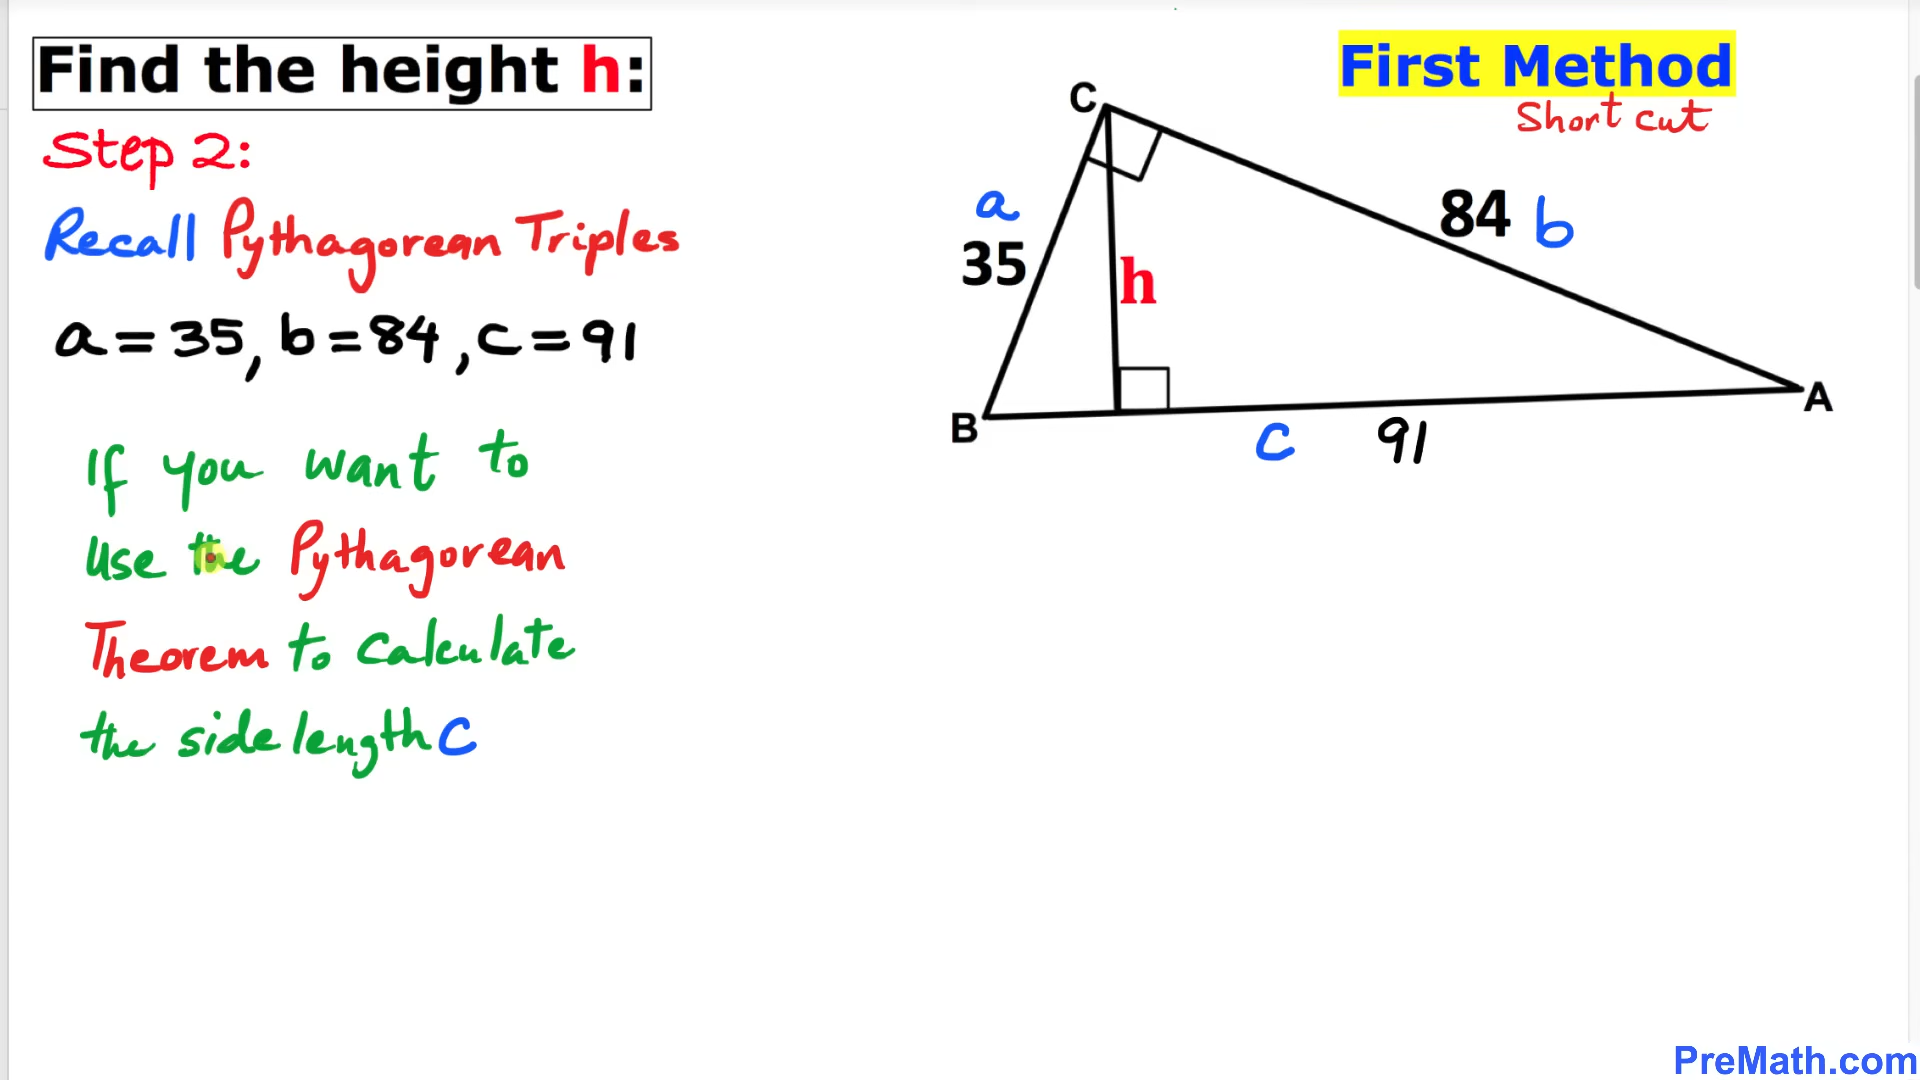 Find the height h:
First Method
Short cut
Step 2:
Recall Pythagorean Triples
a = 35, b = 84, c = 91
If you want to
use the Pythagorean
Theorem to calculate
the side length c
C
a
35
84 b
h
B
A
c 91
PreMath.com